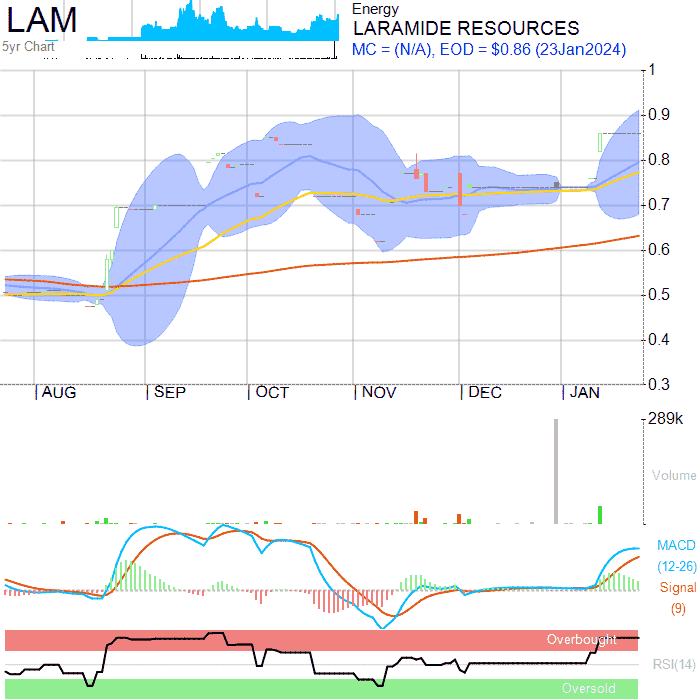 LAM
5yr Chart
Energy
LARAMIDE RESOURCES
MC = (N/A), EOD = $0.86 (23Jan2024)
1
0.9
0.8
0.7
0.6
0.5
0.4
0.3
AUG SEP OCT NOV DEC JAN
289k
Volume
MACD
(12-26)
Signal
(9)
Overbought
RSI(14)
Oversold